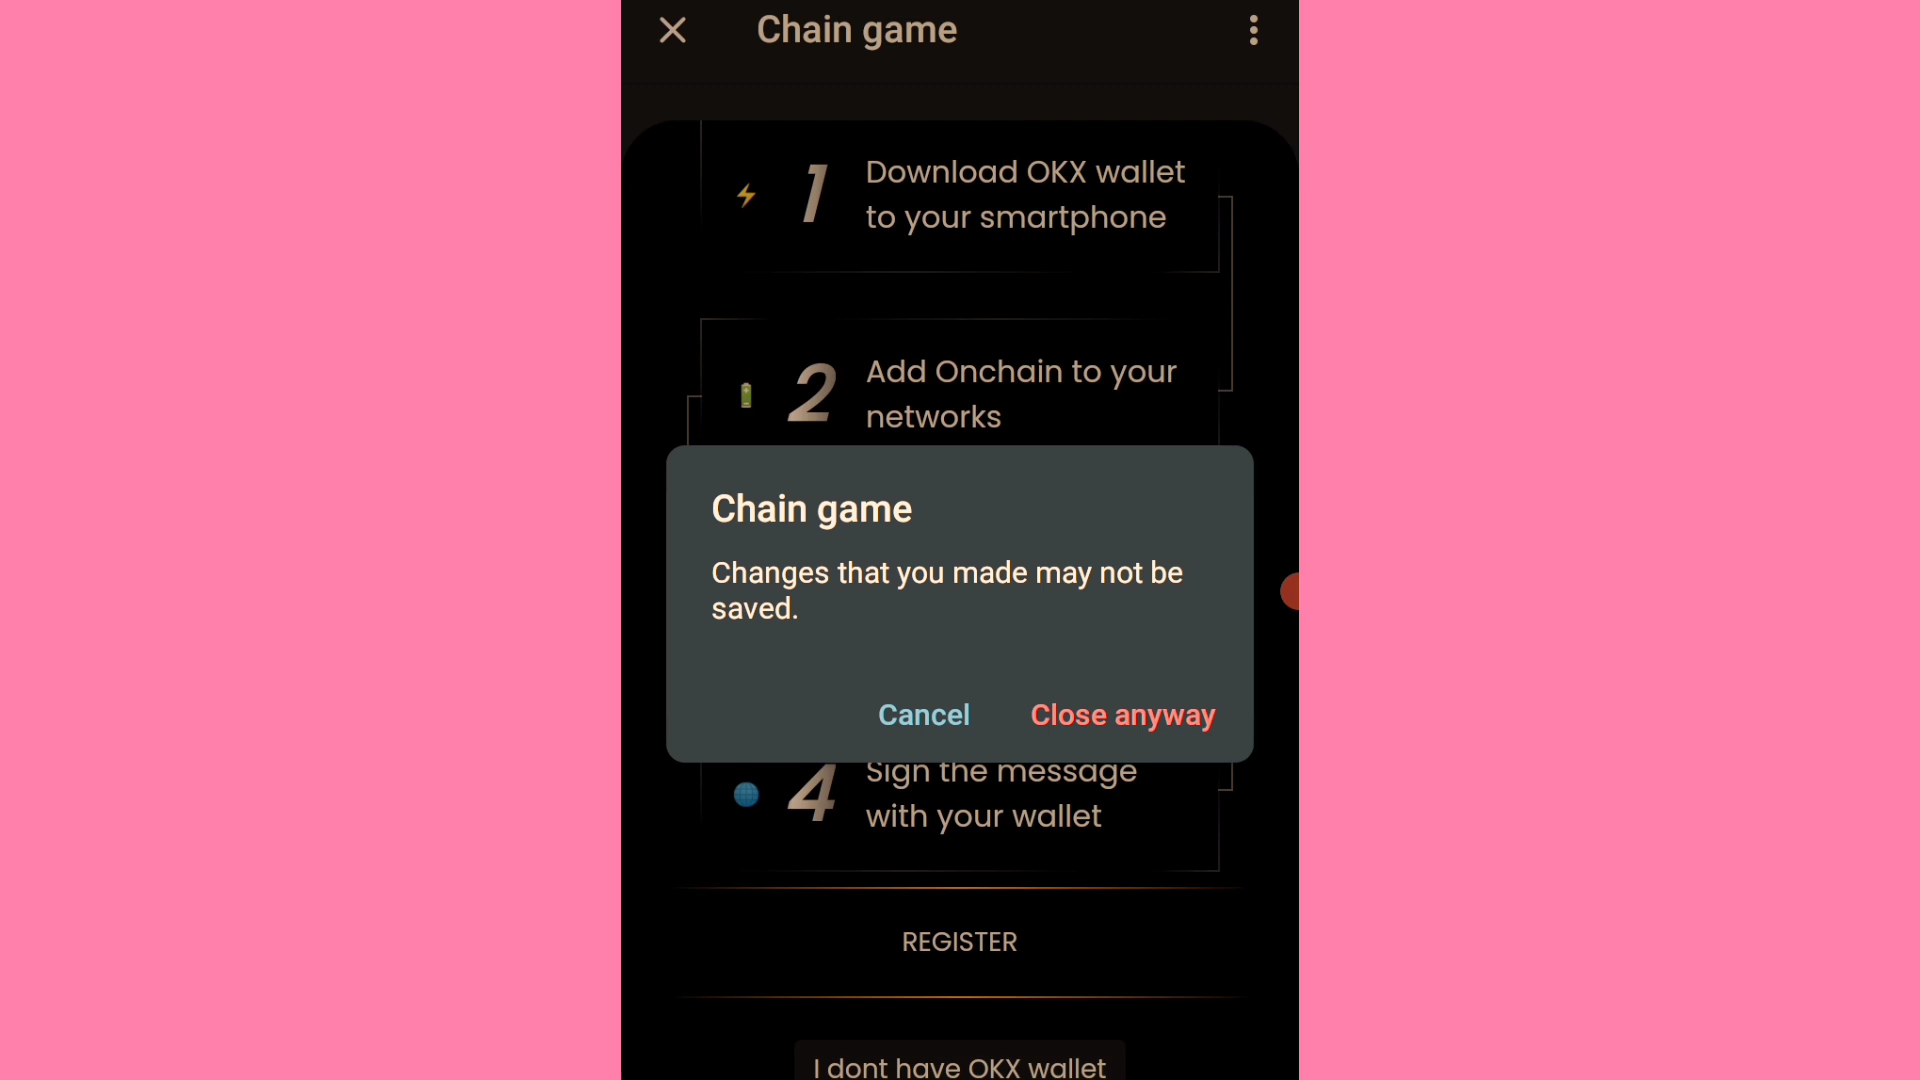 Chain game
1
Download OKX wallet
to your smartphone
2
Add Onchain to your
networks
Chain game
Changes that you made may not be
saved.
Cancel
Close anyway
4
Sign the message
with your wallet
REGISTER
I dont have OKX wallet